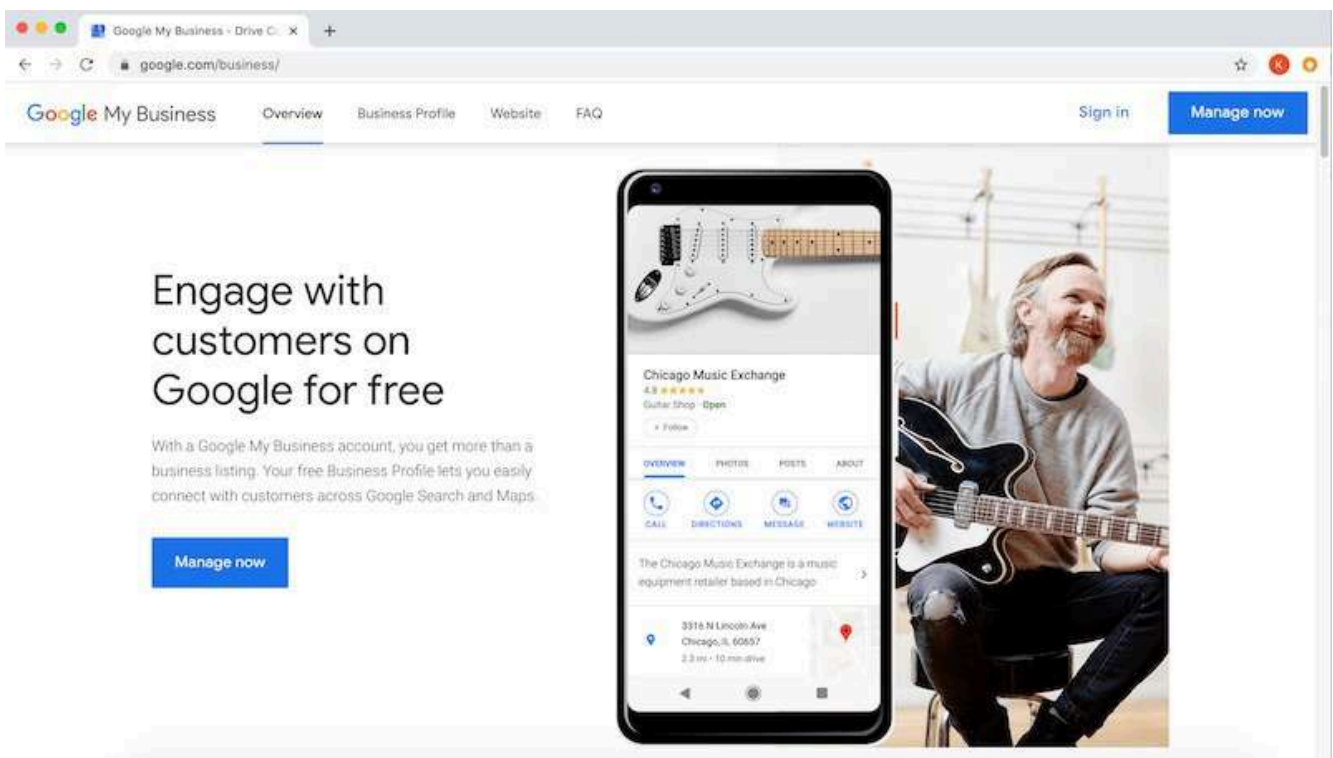 Google My Business - Drive C
google.com/business/
K
Google My Business Overview Business Profile Website FAQ Sign in Manage now
Engage with
customers on
Google for free
With a Google My Business account, you get more than a
business listing. Your free Business Profile lets you easily
connect with customers across Google Search and Maps.
Manage now
Chicago Music Exchange
4.8
Guitar Shop · Open
+ Follow
OVERVIEW PHOTOS POSTS ABOUT
CALL DIRECTIONS MESSAGE WEBSITE
The Chicago Music Exchange is a music
equipment retailer based in Chicago
3316 N Lincoln Ave
Chicago, IL 60657
2.3 mi · 10 min drive